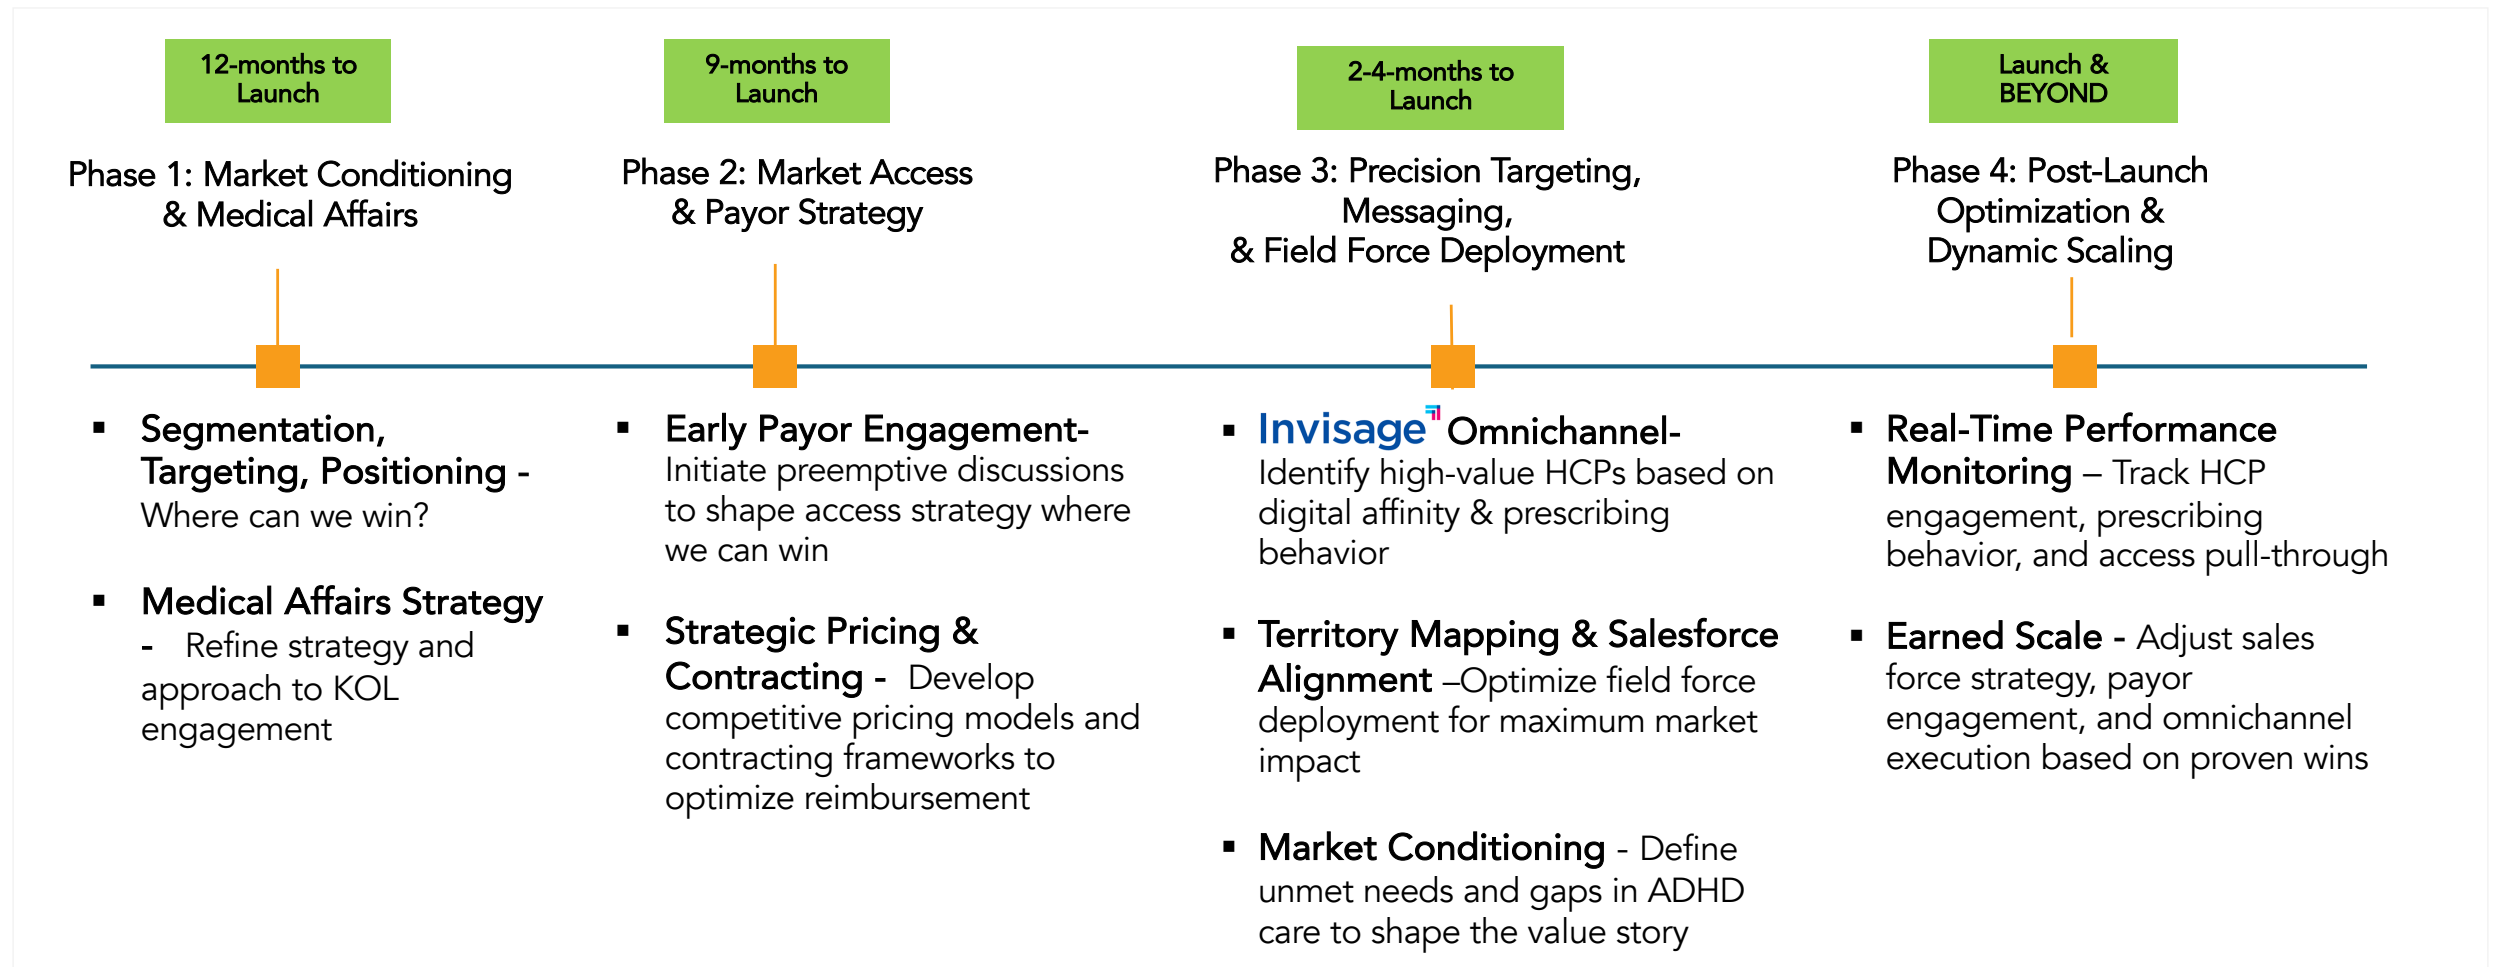 12-months to
Launch
Phase 1: Market Conditioning
& Medical Affairs
▪ Segmentation,
Targeting, Positioning -
Where can we win?
▪ Medical Affairs Strategy
- Refine strategy and
approach to KOL
engagement
9-months to
Launch
Phase 2: Market Access
& Payor Strategy
▪ Early Payor Engagement-
Initiate preemptive discussions
to shape access strategy where
we can win
▪ Strategic Pricing &
Contracting - Develop
competitive pricing models and
contracting frameworks to
optimize reimbursement
2-4-months to
Launch
Phase 3: Precision Targeting,
Messaging,
& Field Force Deployment
▪ Invisage Omnichannel-
Identify high-value HCPs based on
digital affinity & prescribing
behavior
▪ Territory Mapping & Salesforce
Alignment –Optimize field force
deployment for maximum market
impact
▪ Market Conditioning - Define
unmet needs and gaps in ADHD
care to shape the value story
Launch &
BEYOND
Phase 4: Post-Launch
Optimization &
Dynamic Scaling
▪ Real-Time Performance
Monitoring – Track HCP
engagement, prescribing
behavior, and access pull-through
▪ Earned Scale - Adjust sales
force strategy, payor
engagement, and omnichannel
execution based on proven wins